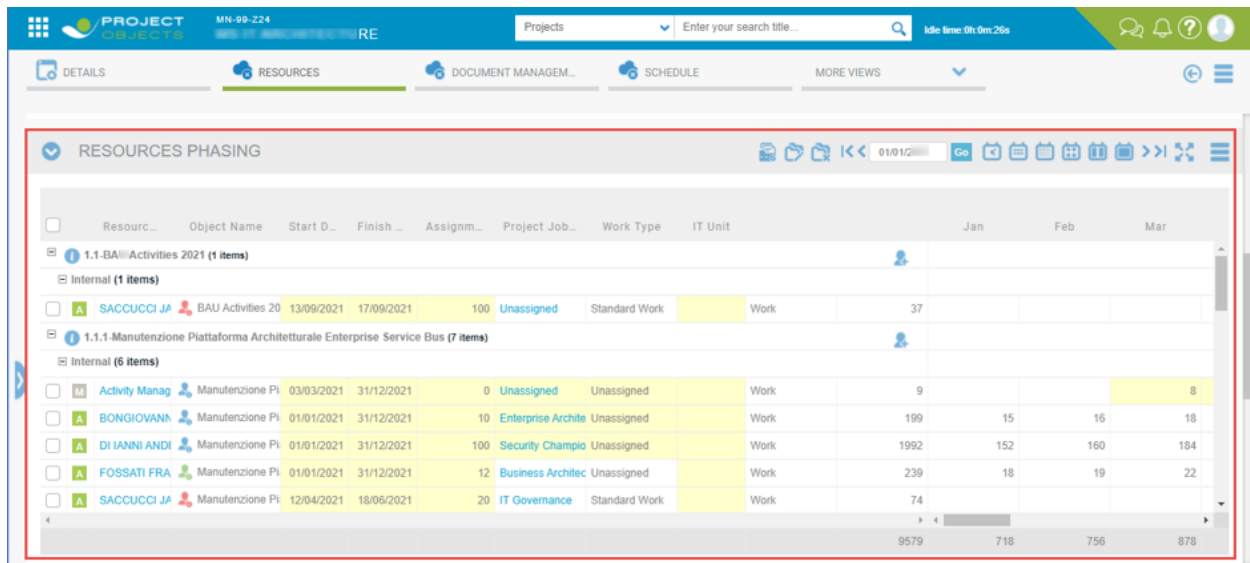 PROJECT OBJECTS
MN-99-Z24
RE
Projects
Enter your search title...
Idle time:0h:0m:26s
?
DETAILS
RESOURCES
DOCUMENT MANAGEM...
SCHEDULE
MORE VIEWS
RESOURCES PHASING
01/01/2
Go
Resourc... Object Name Start D... Finish ... Assignm... Project Job... Work Type IT Unit Jan Feb Mar
1.1-BA Activities 2021 (1 items)
Internal (1 items)
A SACCUCCI JA BAU Activities 20 13/09/2021 17/09/2021 100 Unassigned Standard Work Work 37
1.1.1-Manutenzione Piattaforma Architetturale Enterprise Service Bus (7 items)
Internal (6 items)
M Activity Manag Manutenzione Pi 03/03/2021 31/12/2021 0 Unassigned Unassigned Work 9 8
A BONGIOVANN Manutenzione Pi 01/01/2021 31/12/2021 10 Enterprise Archite Unassigned Work 199 15 16 18
A DI IANNI ANDI Manutenzione Pi 01/01/2021 31/12/2021 100 Security Champio Unassigned Work 1992 152 160 184
A FOSSATI FRA Manutenzione Pi 01/01/2021 31/12/2021 12 Business Architec Unassigned Work 239 18 19 22
A SACCUCCI JA Manutenzione Pi 12/04/2021 18/06/2021 20 IT Governance Standard Work Work 74
9579 718 756 878